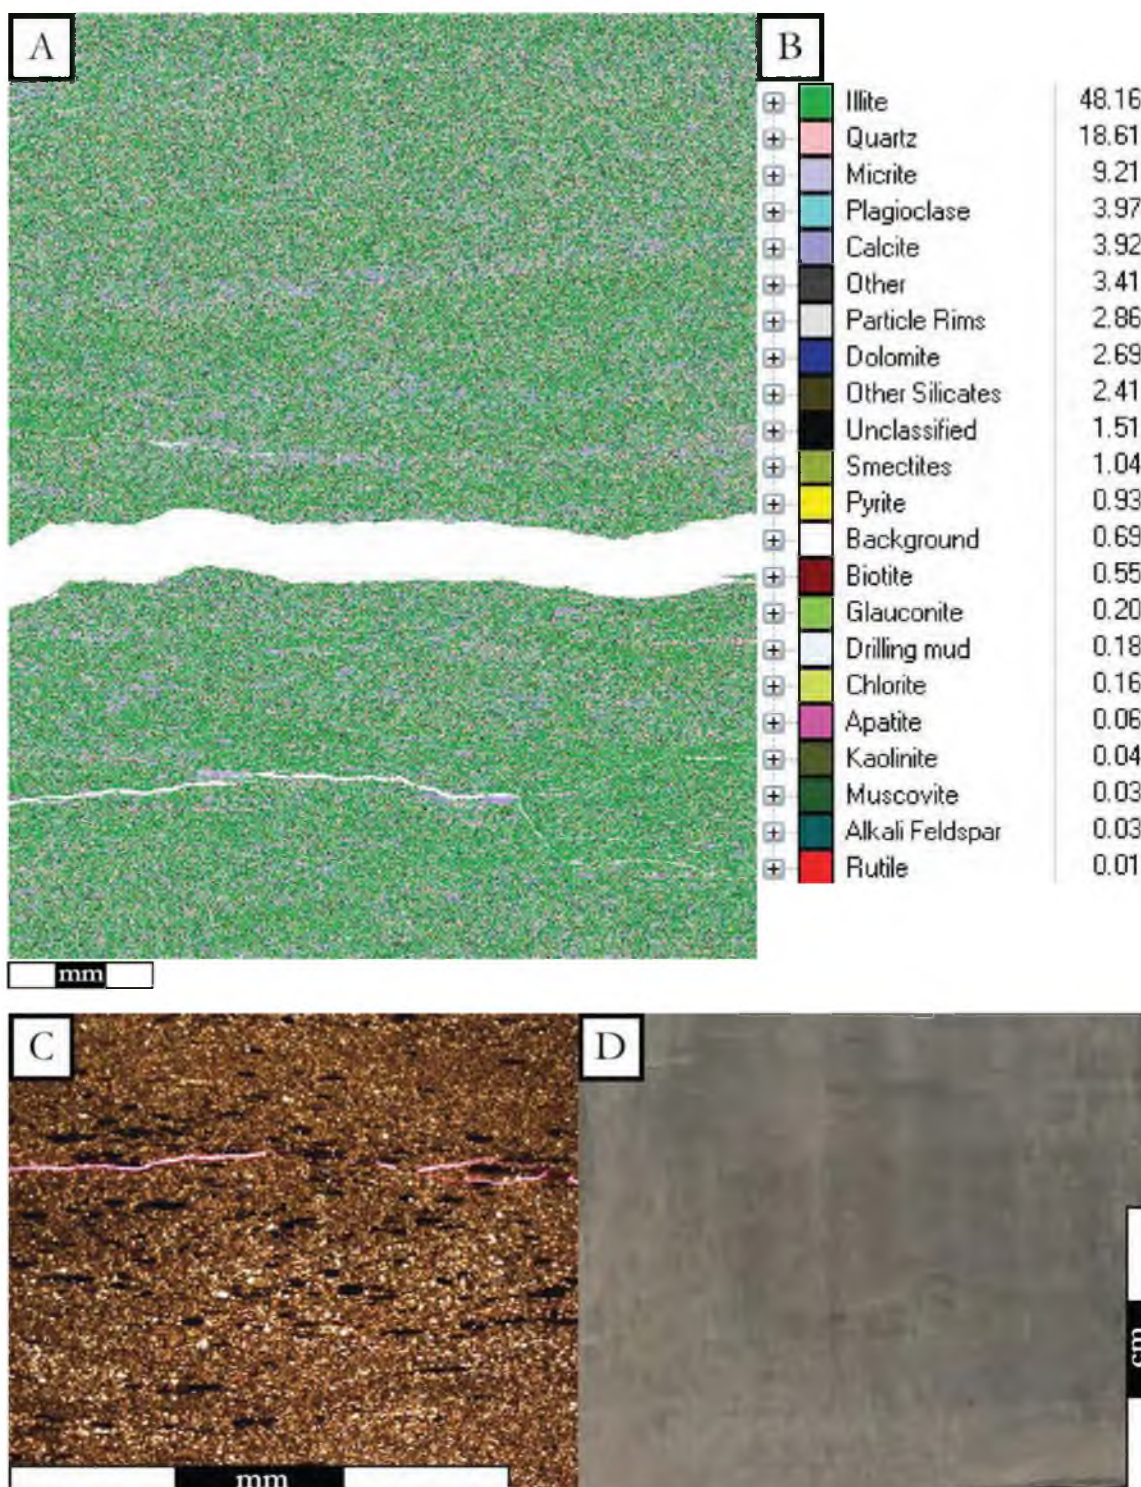 A
B
Illite 48.16
Quartz 18.61
Micrite 9.21
Plagioclase 3.97
Calcite 3.92
Other 3.41
Particle Rims 2.86
Dolomite 2.69
Other Silicates 2.41
Unclassified 1.51
Smectites 1.04
Pyrite 0.93
Background 0.69
Biotite 0.55
Glauconite 0.20
Drilling mud 0.18
Chlorite 0.16
Apatite 0.06
Kaolinite 0.04
Muscovite 0.03
Alkali Feldspar 0.03
Rutile 0.01
mm
C
D
cm
mm